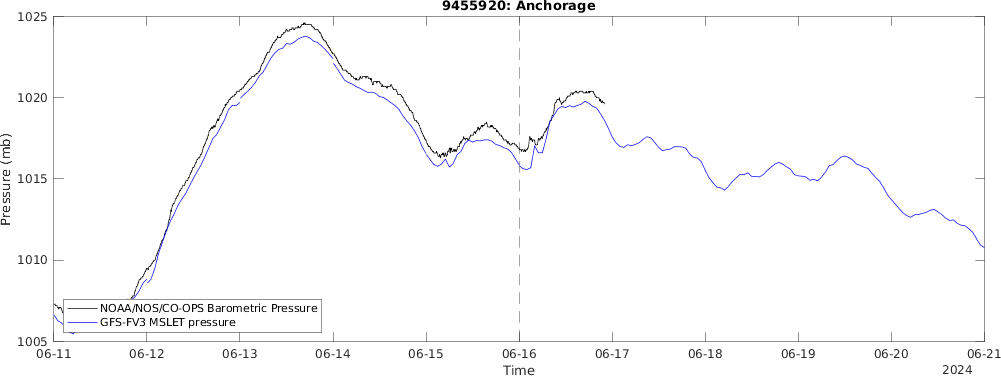 9455920: Anchorage
1025
1020
1015
1010
1005
Pressure (mb)
NOAA/NOS/CO-OPS Barometric Pressure
GFS-FV3 MSLET pressure
06-11 06-12 06-13 06-14 06-15 06-16 06-17 06-18 06-19 06-20 06-21
Time
2024